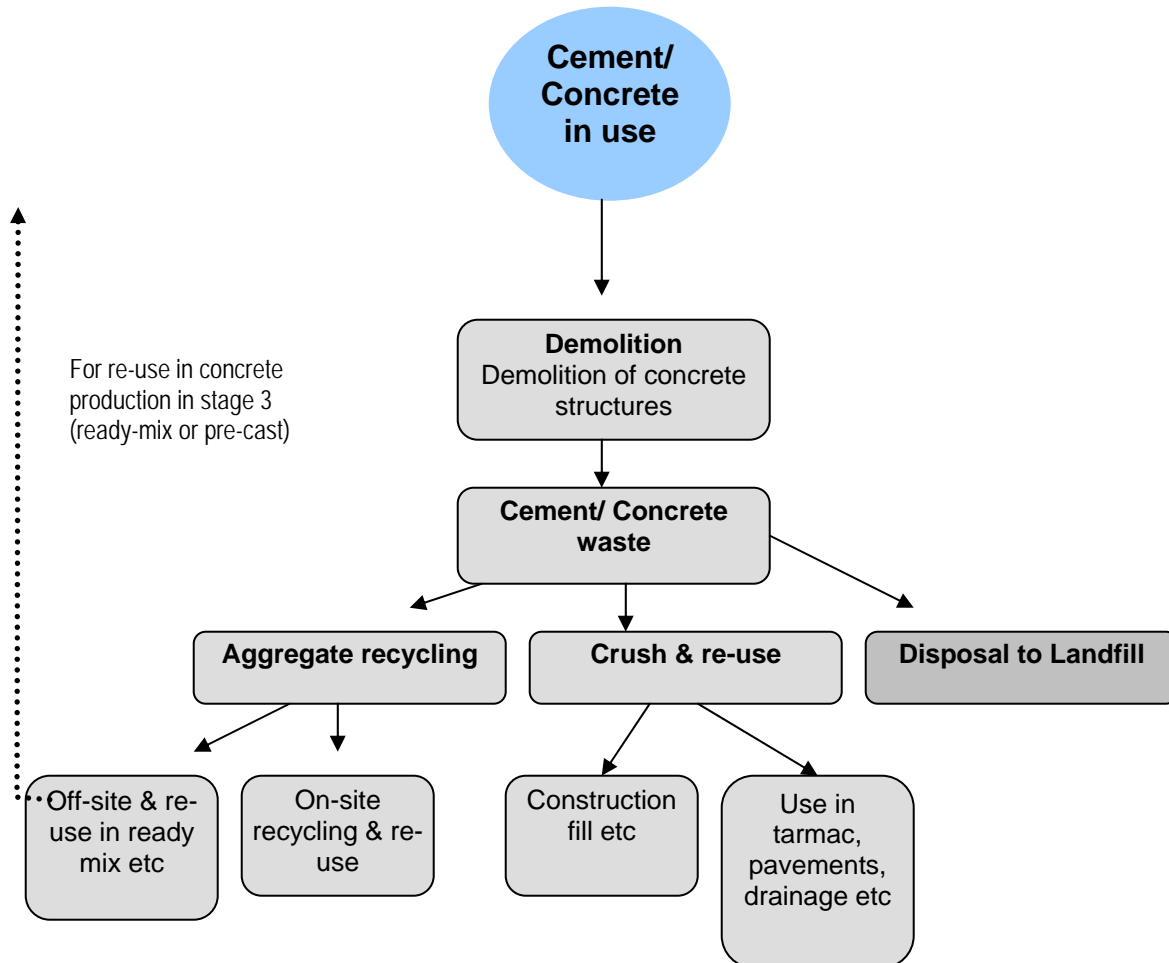 Cement/
Concrete
in use
For re-use in concrete
production in stage 3
(ready-mix or pre-cast)
Demolition
Demolition of concrete
structures
Cement/ Concrete
waste
Aggregate recycling
Crush & re-use
Disposal to Landfill
Off-site & re-
use in ready
mix etc
On-site
recycling & re-
use
Construction
fill etc
Use in
tarmac,
pavements,
drainage etc